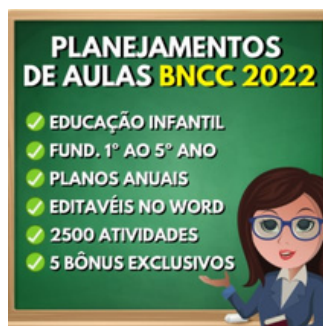 PLANEJAMENTOS
DE AULAS BNCC 2022
EDUCAÇÃO INFANTIL
FUND. 1º AO 5º ANO
PLANOS ANUAIS
EDITAVÉIS NO WORD
2500 ATIVIDADES
5 BÔNUS EXCLUSIVOS